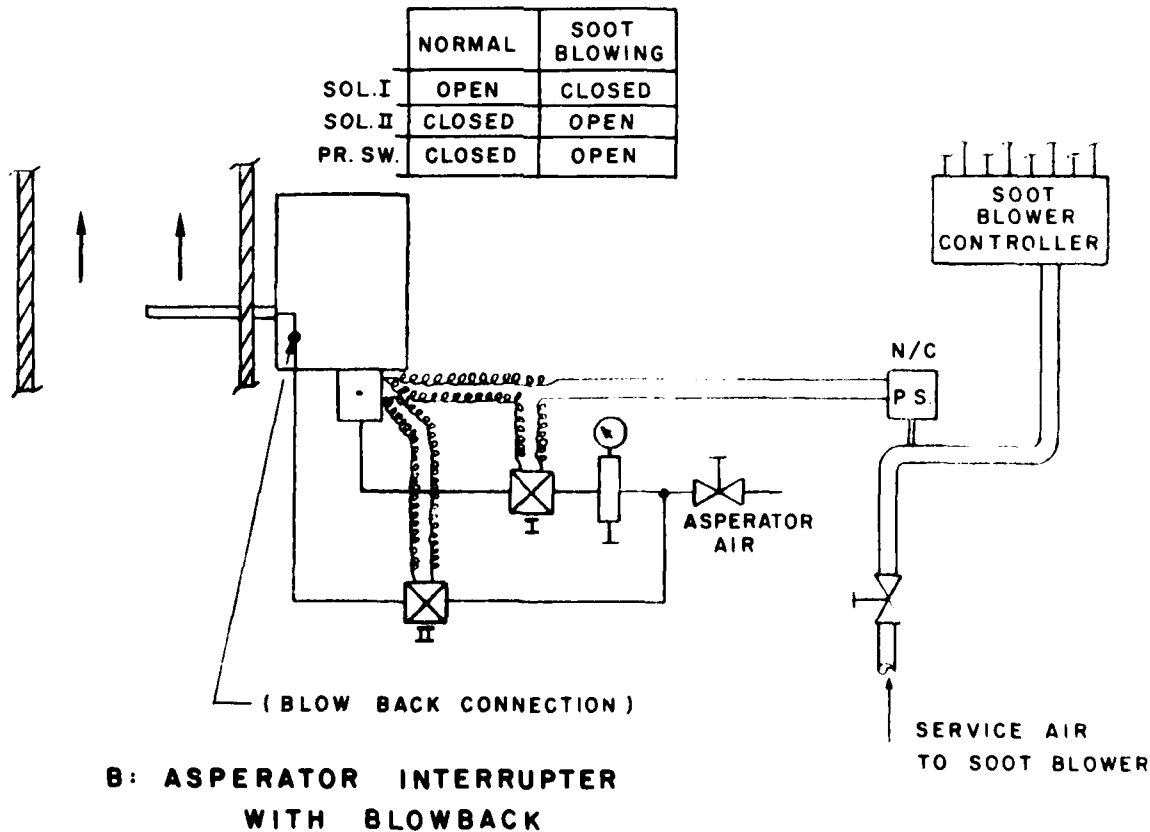 NORMAL
SOOT
BLOWING
SOL. I OPEN CLOSED
SOL. II CLOSED OPEN
PR. SW. CLOSED OPEN
SOOT
BLOWER
CONTROLLER
N/C
P S.
I
ASPERATOR
AIR
II
( BLOW BACK CONNECTION )
SERVICE AIR
TO SOOT BLOWER
B: ASPERATOR INTERRUPTER
WITH BLOWBACK